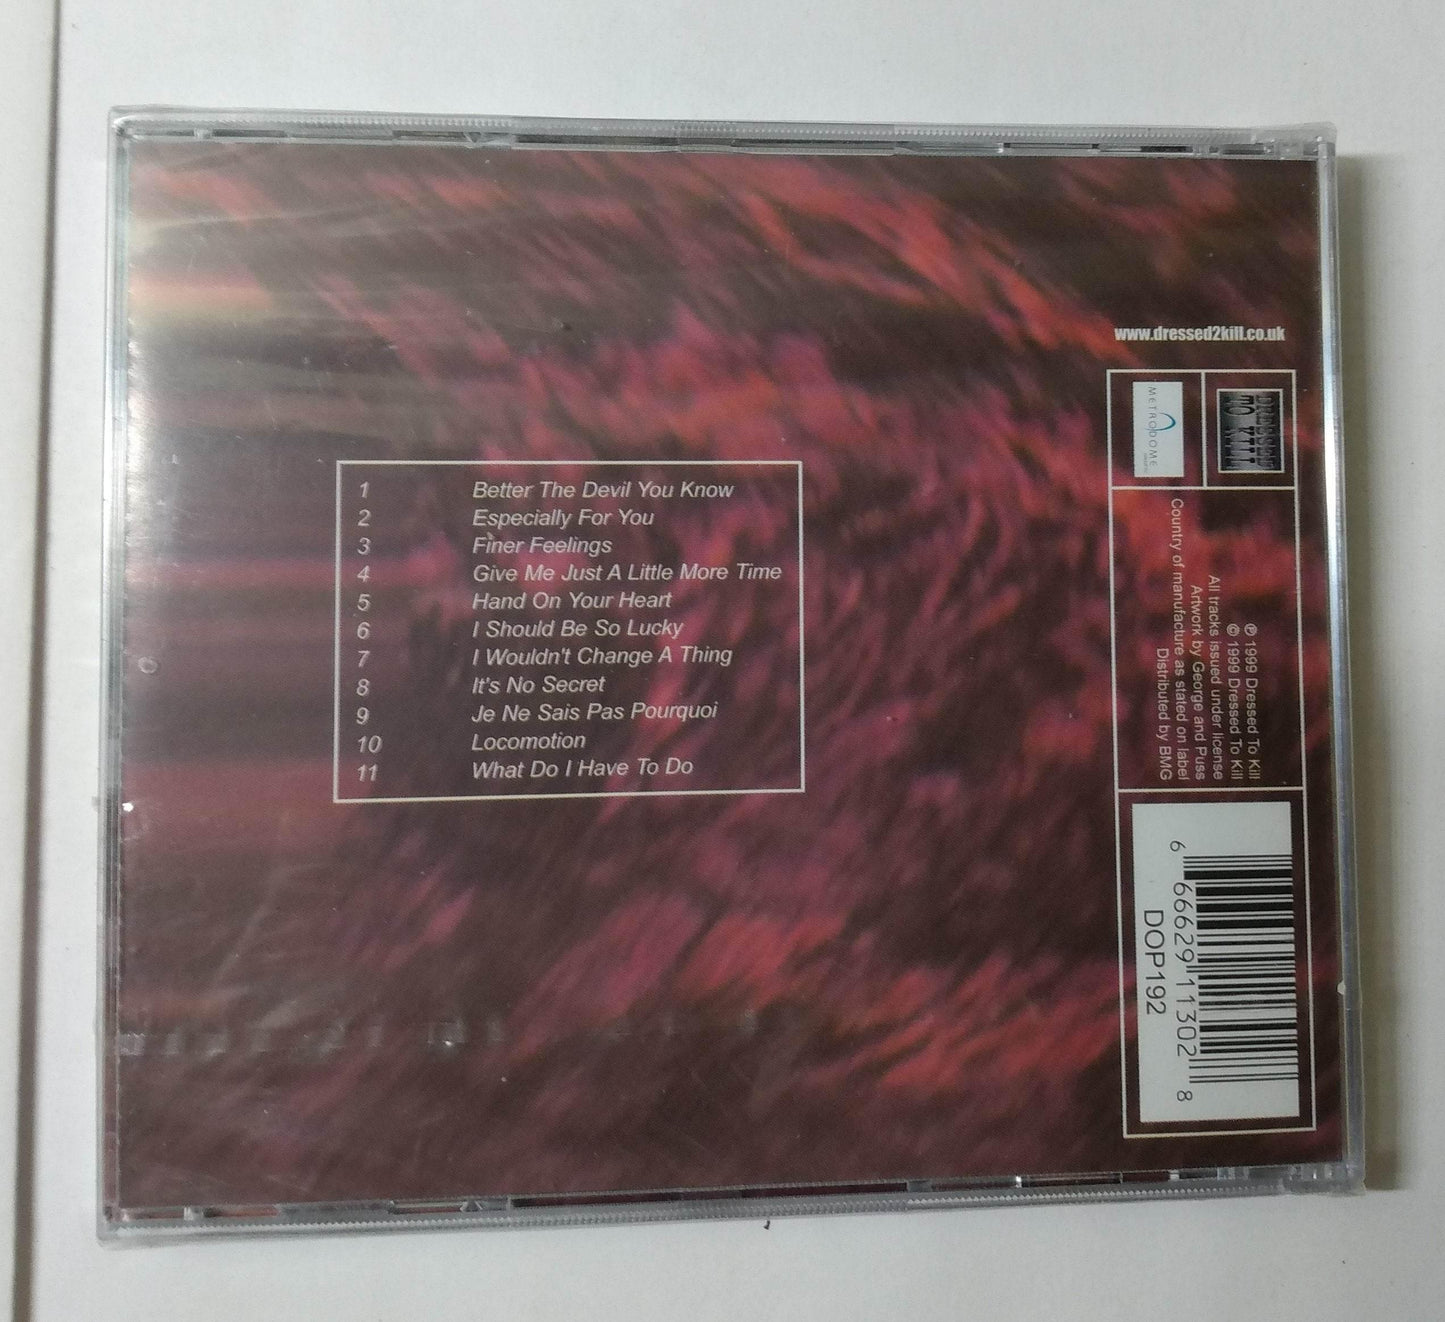 www.dressed2kill.co.uk
METRODOME
DRESSED
TO KILL
1 Better The Devil You Know
2 Especially For You
3 Finer Feelings
4 Give Me Just A Little More Time
5 Hand On Your Heart
6 I Should Be So Lucky
7 I Wouldn't Change A Thing
8 It's No Secret
9 Je Ne Sais Pas Pourquoi
10 Locomotion
11 What Do I Have To Do
℗ 1999 Dressed To Kill
© 1999 Dressed To Kill
All tracks issued under license
Artwork by George and Puss
Country of manufacture as stated on label
Distributed by BMG
6 66629 11302 8
DOP192